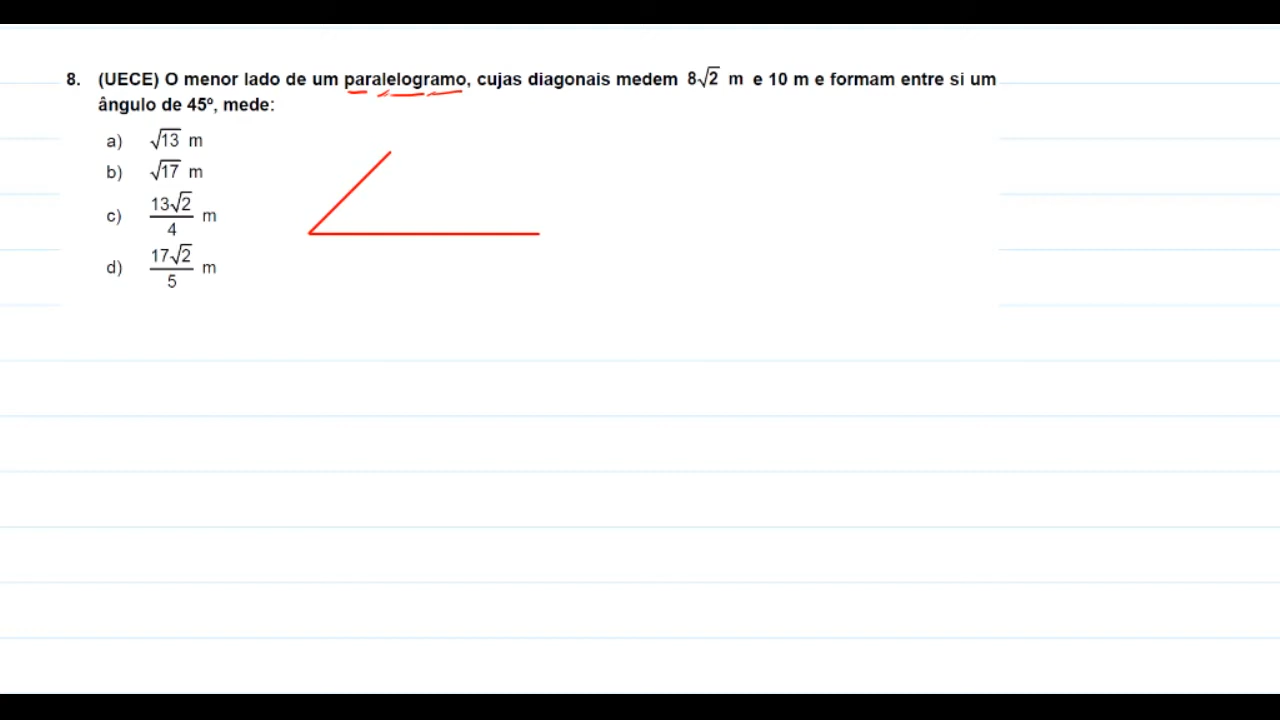 8. (UECE) O menor lado de um paralelogramo, cujas diagonais medem 8√2 m e 10 m e formam entre si um
ângulo de 45º, mede:
a) √13 m
b) √17 m
c) 13√2/4 m
d) 17√2/5 m